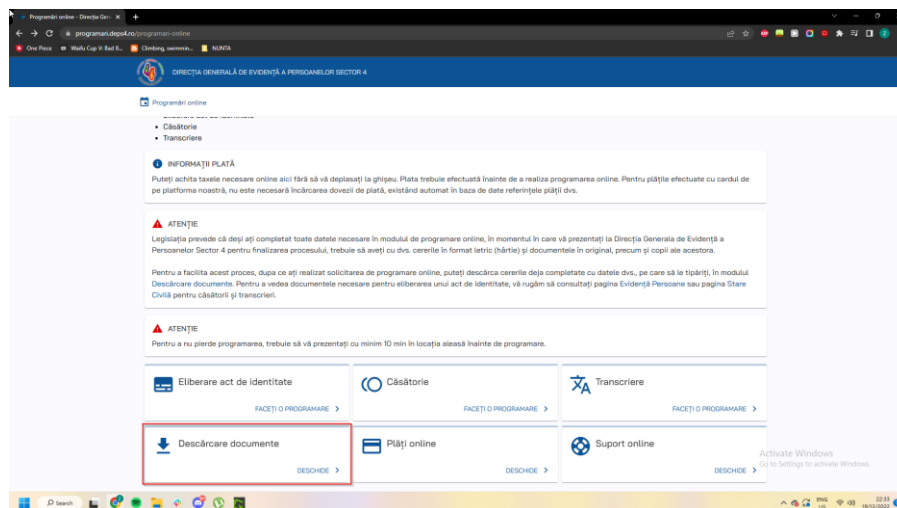 Programări online - Direcția Gen
programari.deps4.ro/programari-online
One Piece
Waifu Cup V: Bad B...
Climbing, swimmin...
NUNTA
DIRECȚIA GENERALĂ DE EVIDENȚĂ A PERSOANELOR SECTOR 4
Programări online
Eliberare act de identitate
• Căsătorie
• Transcriere
INFORMAȚII PLATĂ
Puteți achita taxele necesare online aici fără să vă deplasați la ghișeu. Plata trebuie efectuată înainte de a realiza programarea online. Pentru plățile efectuate cu cardul de
pe platforma noastră, nu este necesară încărcarea dovezii de plată, existând automat în baza de date referințele plății dvs.
ATENȚIE
Legislația prevede că deși ați completat toate datele necesare în modulul de programare online, în momentul în care vă prezentați la Direcția Generala de Evidență a
Persoanelor Sector 4 pentru finalizarea procesului, trebuie să aveți cu dvs. cererile în format letric (hârtie) și documentele în original, precum și copii ale acestora.
Pentru a facilita acest proces, dupa ce ați realizat solicitarea de programare online, puteți descărca cererile deja completate cu datele dvs., pe care să le tipăriți, în modulul
Descărcare documente. Pentru a vedea documentele necesare pentru eliberarea unui act de identitate, vă rugăm să consultați pagina Evidență Persoane sau pagina Stare
Civilă pentru căsătorii și transcrieri.
ATENȚIE
Pentru a nu pierde programarea, trebuie să vă prezentați cu minim 10 min în locația aleasă înainte de programare.
Eliberare act de identitate
FACEȚI O PROGRAMARE
Căsătorie
FACEȚI O PROGRAMARE
Transcriere
FACEȚI O PROGRAMARE
Descărcare documente
DESCHIDE
Plăți online
DESCHIDE
Suport online
DESCHIDE
Activate Windows
Go to Settings to activate Windows.
Search
ENG
22:33
19/12/2022